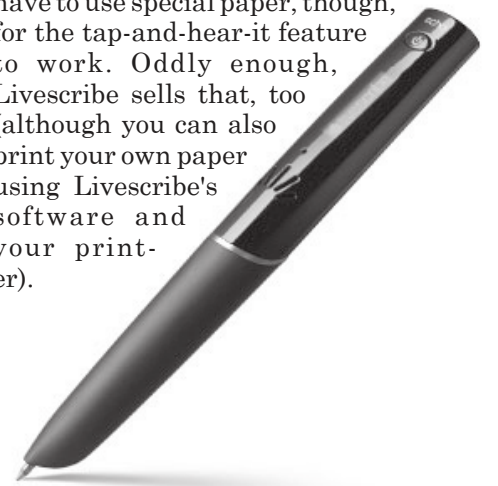 have to use special paper, though,
for the tap-and-hear-it feature
to work. Oddly enough,
Livescribe sells that, too
(although you can also
print your own paper
using Livescribe's
software and
your print-
er).